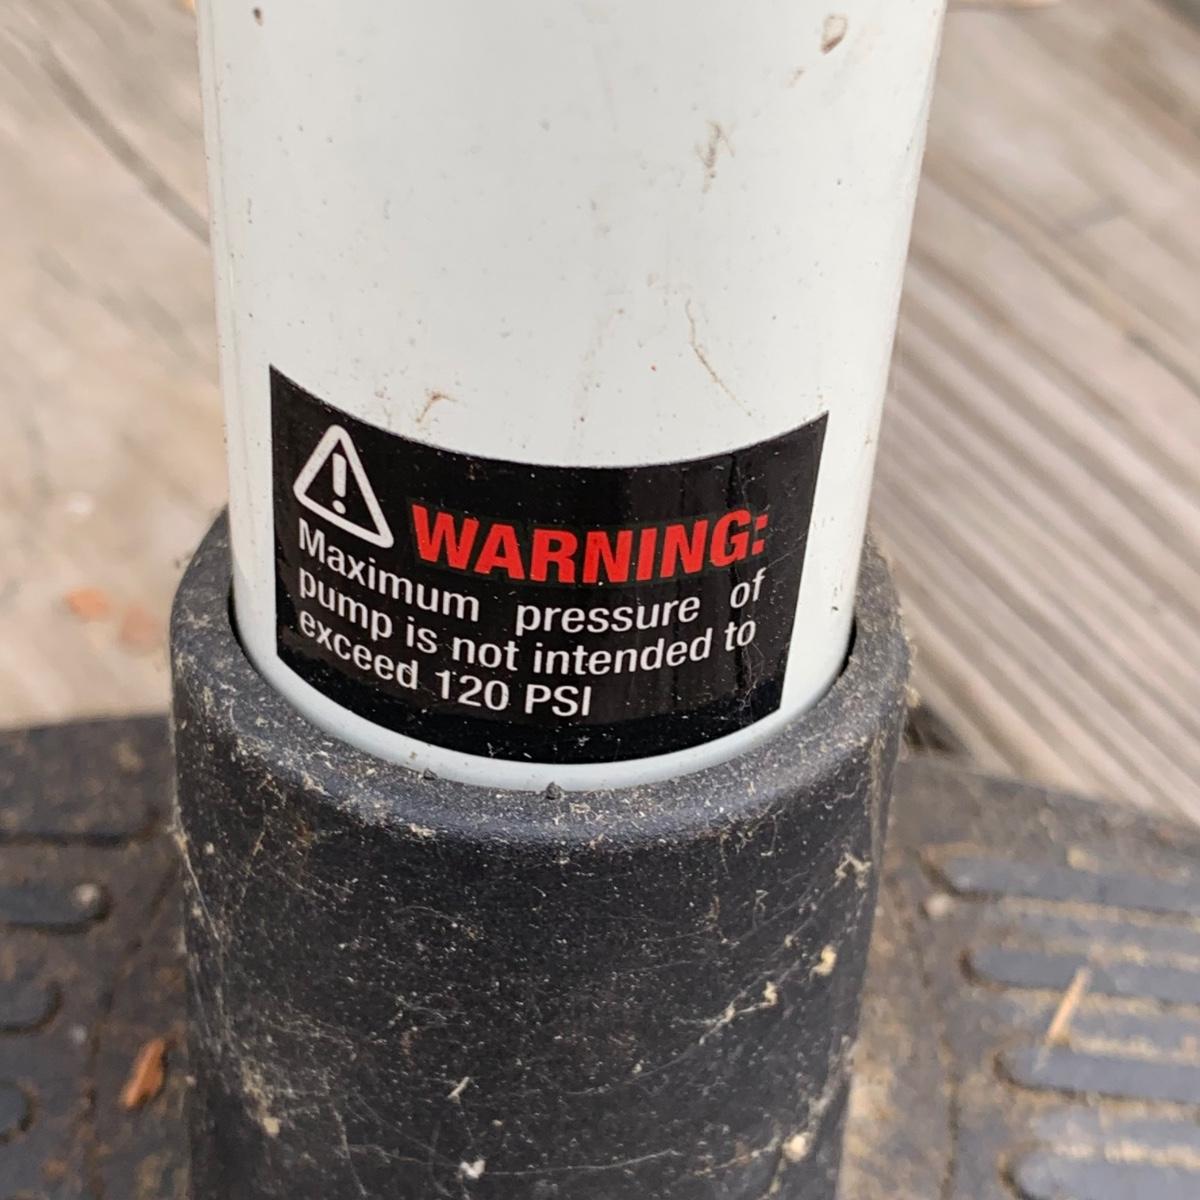 WARNING:
Maximum pressure of
pump is not intended to
exceed 120 PSI